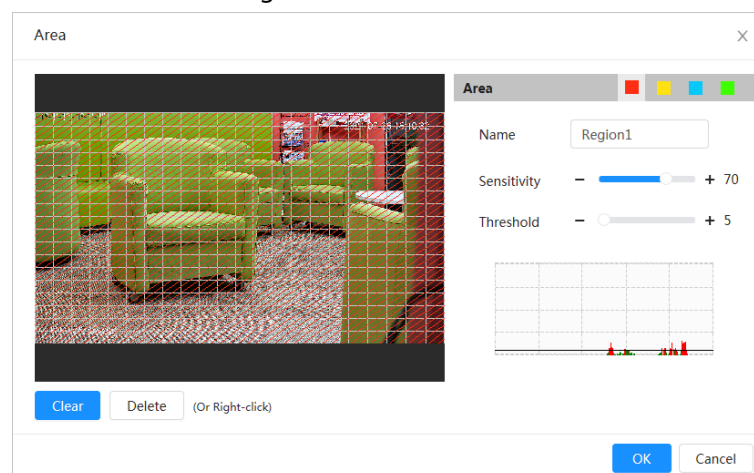 Area
X
Area
Name
Region1
Sensitivity
-
+
70
Threshold
-
+
5
Clear
Delete
(Or Right-click)
OK
Cancel